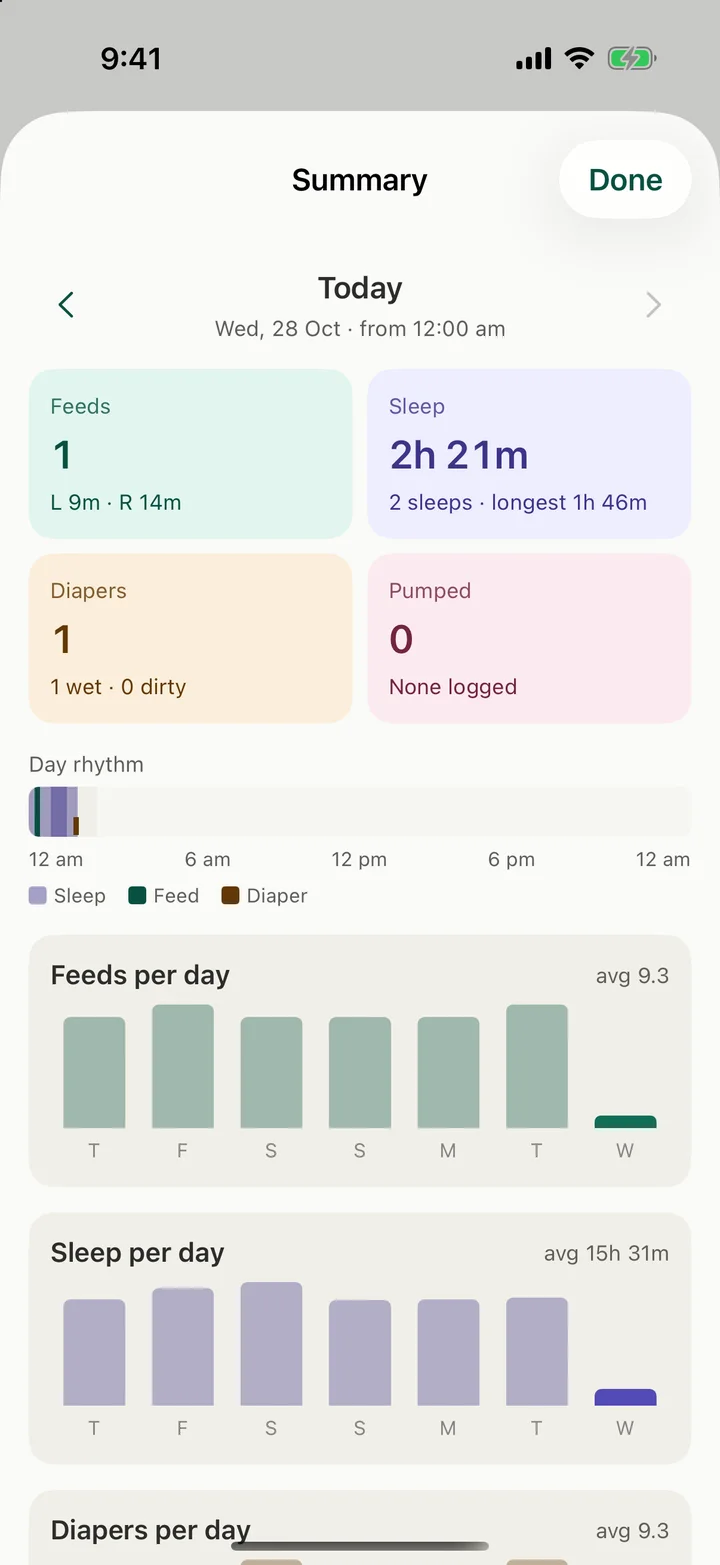 9:41
Summary
Done
Today
Wed, 28 Oct · from 12:00 am
Feeds
1
L 9m · R 14m
Sleep
2h 21m
2 sleeps · longest 1h 46m
Diapers
1
1 wet · 0 dirty
Pumped
0
None logged
Day rhythm
12 am 6 am 12 pm 6 pm 12 am
Sleep Feed Diaper
Feeds per day avg 9.3
T F S S M T W
Sleep per day avg 15h 31m
T F S S M T W
Diapers per day avg 9.3